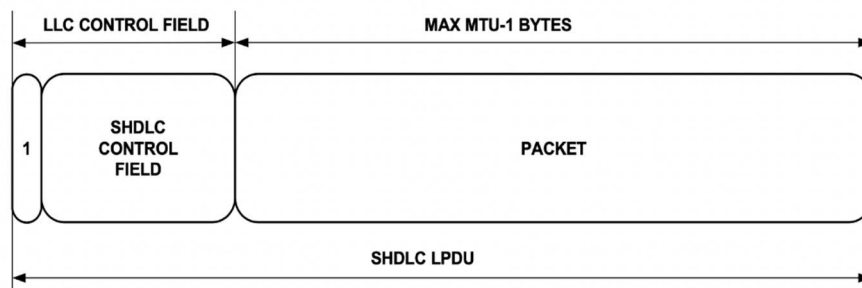 LLC CONTROL FIELD
MAX MTU-1 BYTES
1
SHDLC
CONTROL
FIELD
PACKET
SHDLC LPDU